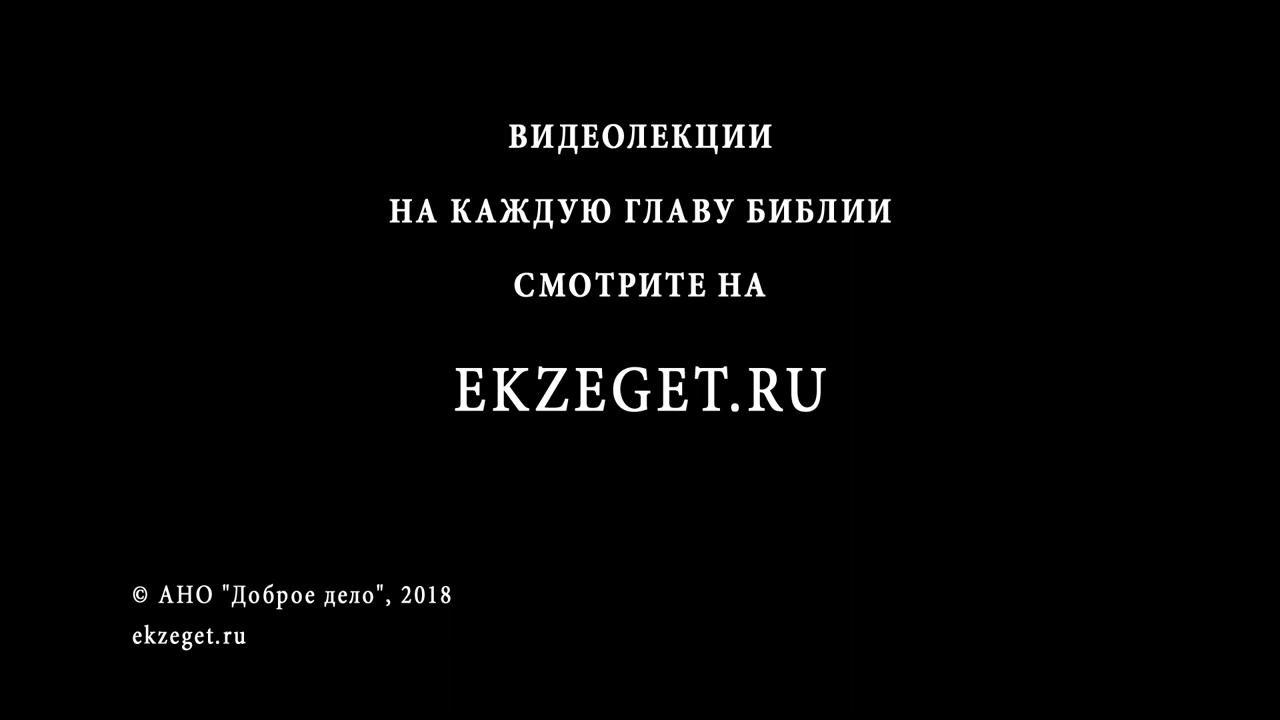 ВИДЕОЛЕКЦИИ
НА КАЖДУЮ ГЛАВУ БИБЛИИ
СМОТРИТЕ НА
EKZEGET.RU
© АНО "Доброе дело", 2018
ekzeget.ru